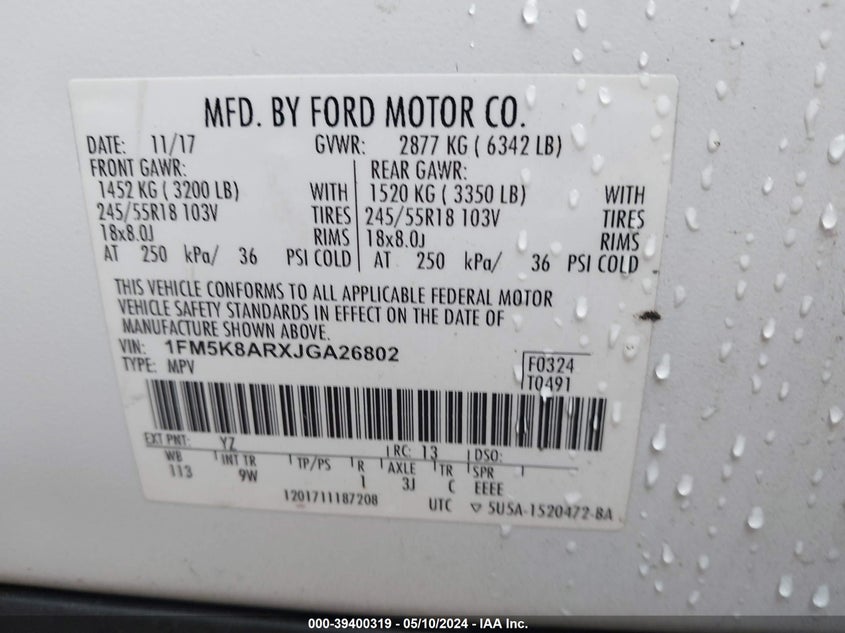 MFD. BY FORD MOTOR CO.
DATE: 11/17 GVWR: 2877 KG ( 6342 LB)
FRONT GAWR: REAR GAWR:
1452 KG ( 3200 LB) WITH 1520 KG ( 3350 LB) WITH
245/55R18 103V TIRES 245/55R18 103V TIRES
18x8.0J RIMS 18x8.0J RIMS
AT 250 kPa/ 36 PSI COLD AT 250 kPa/ 36 PSI COLD
THIS VEHICLE CONFORMS TO ALL APPLICABLE FEDERAL MOTOR
VEHICLE SAFETY STANDARDS IN EFFECT ON THE DATE OF
MANUFACTURE SHOWN ABOVE.
VIN: 1FM5K8ARXJGA26802
TYPE: MPV F0324
T0491
EXT PNT: YZ RC: 13 DSO:
WB INT TR TP/PS R AXLE TR SPR
113 9W 1 3J C EEEE
1201711187208 UTC ▽ 5U5A-1520472-BA
000-39400319 - 05/10/2024 - IAA Inc.